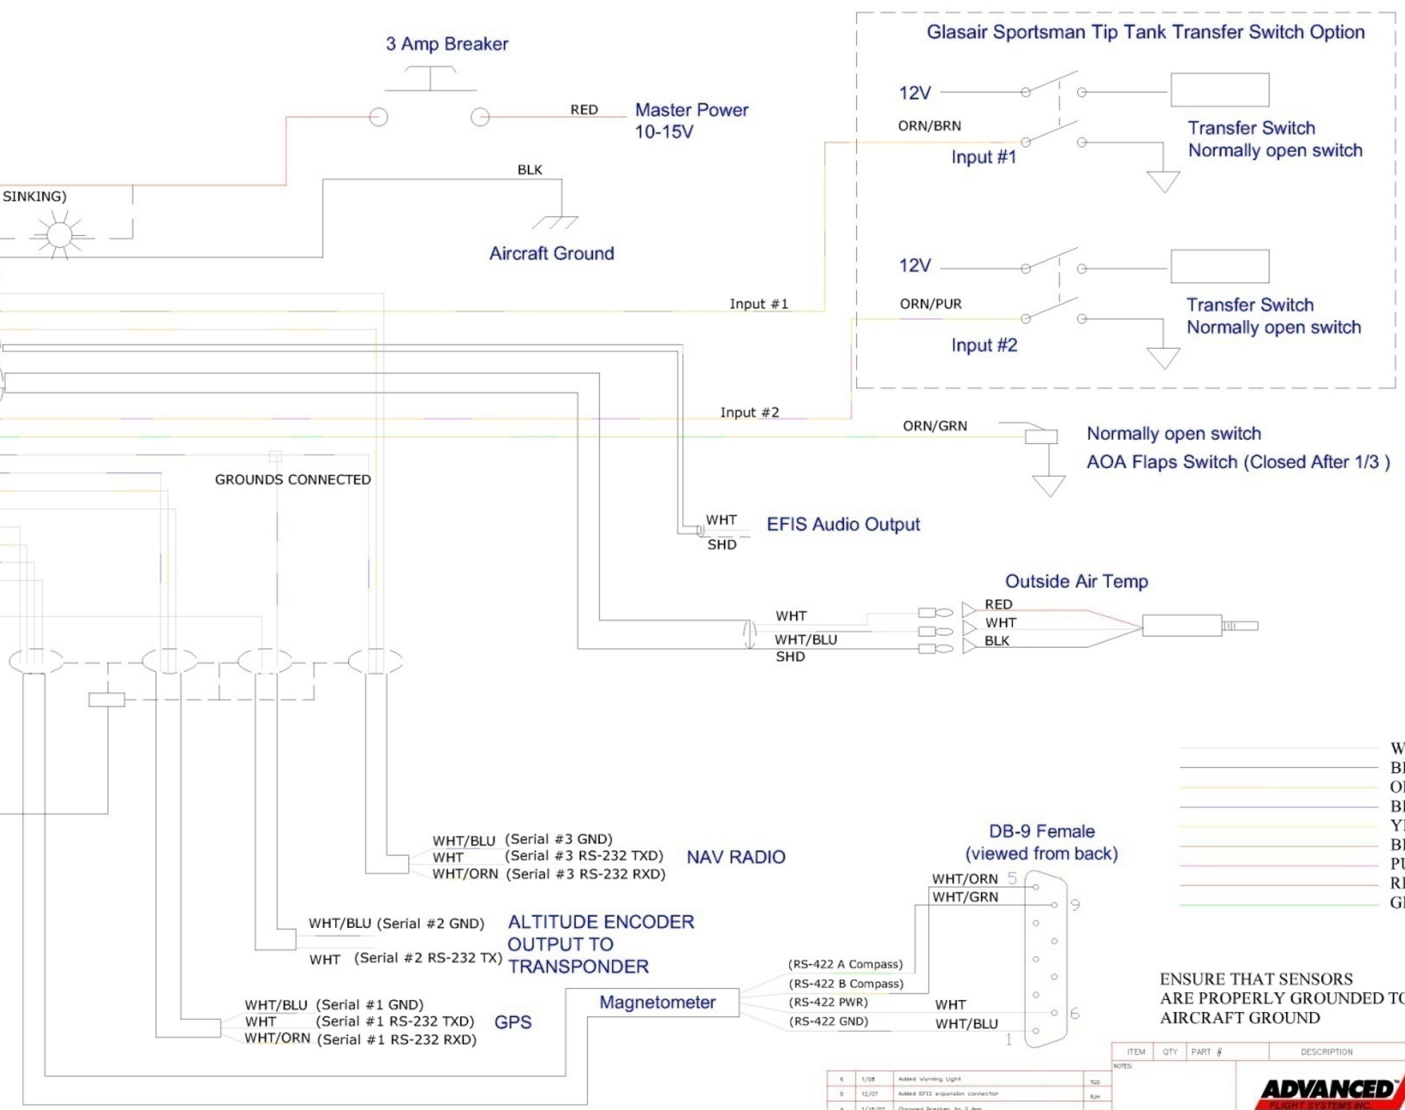 Glasair Sportsman Tip Tank Transfer Switch Option
3 Amp Breaker
12V
RED
Master Power
10-15V
ORN/BRN
Input #1
Transfer Switch
Normally open switch
BLK
SINKING)
Aircraft Ground
12V
Input #1
ORN/PUR
Transfer Switch
Normally open switch
Input #2
Input #2
ORN/GRN
Normally open switch
AOA Flaps Switch (Closed After 1/3 )
GROUNDS CONNECTED
WHT
SHD
EFIS Audio Output
Outside Air Temp
WHT
WHT/BLU
SHD
RED
WHT
BLK
DB-9 Female
(viewed from back)
WHT/BLU (Serial #3 GND)
WHT (Serial #3 RS-232 TXD)
WHT/ORN (Serial #3 RS-232 RXD)
NAV RADIO
WHT/ORN 5
WHT/GRN 9
WHT/BLU (Serial #2 GND)
WHT (Serial #2 RS-232 TX)
ALTITUDE ENCODER
OUTPUT TO
TRANSPONDER
(RS-422 A Compass)
(RS-422 B Compass)
(RS-422 PWR) WHT 6
(RS-422 GND) WHT/BLU 1
Magnetometer
WHT/BLU (Serial #1 GND)
WHT (Serial #1 RS-232 TXD)
WHT/ORN (Serial #1 RS-232 RXD)
GPS
ENSURE THAT SENSORS
ARE PROPERLY GROUNDED TO
AIRCRAFT GROUND
ITEM QTY PART # DESCRIPTION
NOTES:
6 1/08 Added Warning Light TGD
5 12/07 Added EFIS expansion connector RJH
ADVANCED
FLIGHT SYSTEMS INC